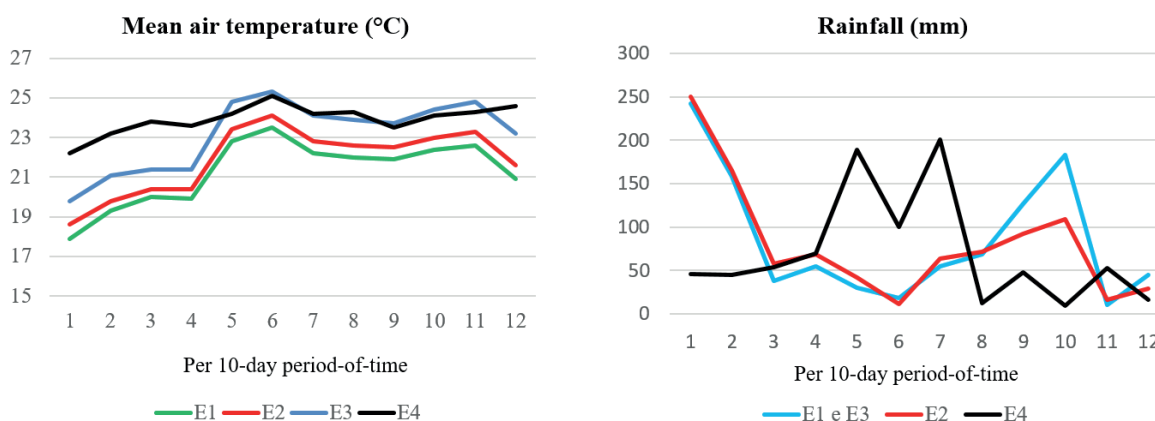 Mean air temperature (°C)
27
25
23
21
19
17
15
1 2 3 4 5 6 7 8 9 10 11 12
Per 10-day period-of-time
E1 E2 E3 E4
Rainfall (mm)
300
250
200
150
100
50
0
1 2 3 4 5 6 7 8 9 10 11 12
Per 10-day period-of-time
E1 e E3 E2 E4